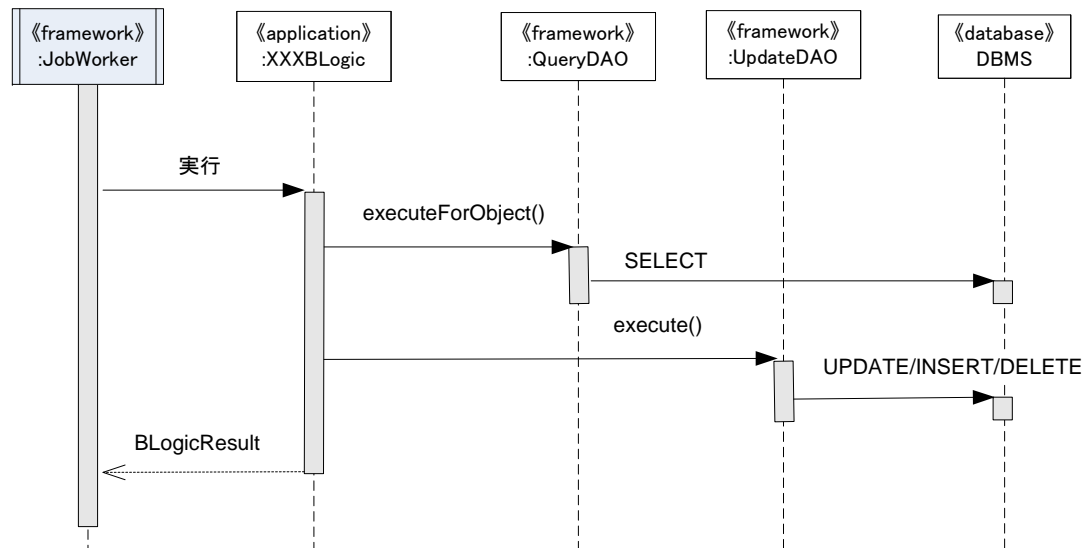 《framework》
:JobWorker
《application》
:XXXBLogic
《framework》
:QueryDAO
《framework》
:UpdateDAO
《database》
DBMS
実行
executeForObject()
SELECT
execute()
UPDATE/INSERT/DELETE
BLogicResult